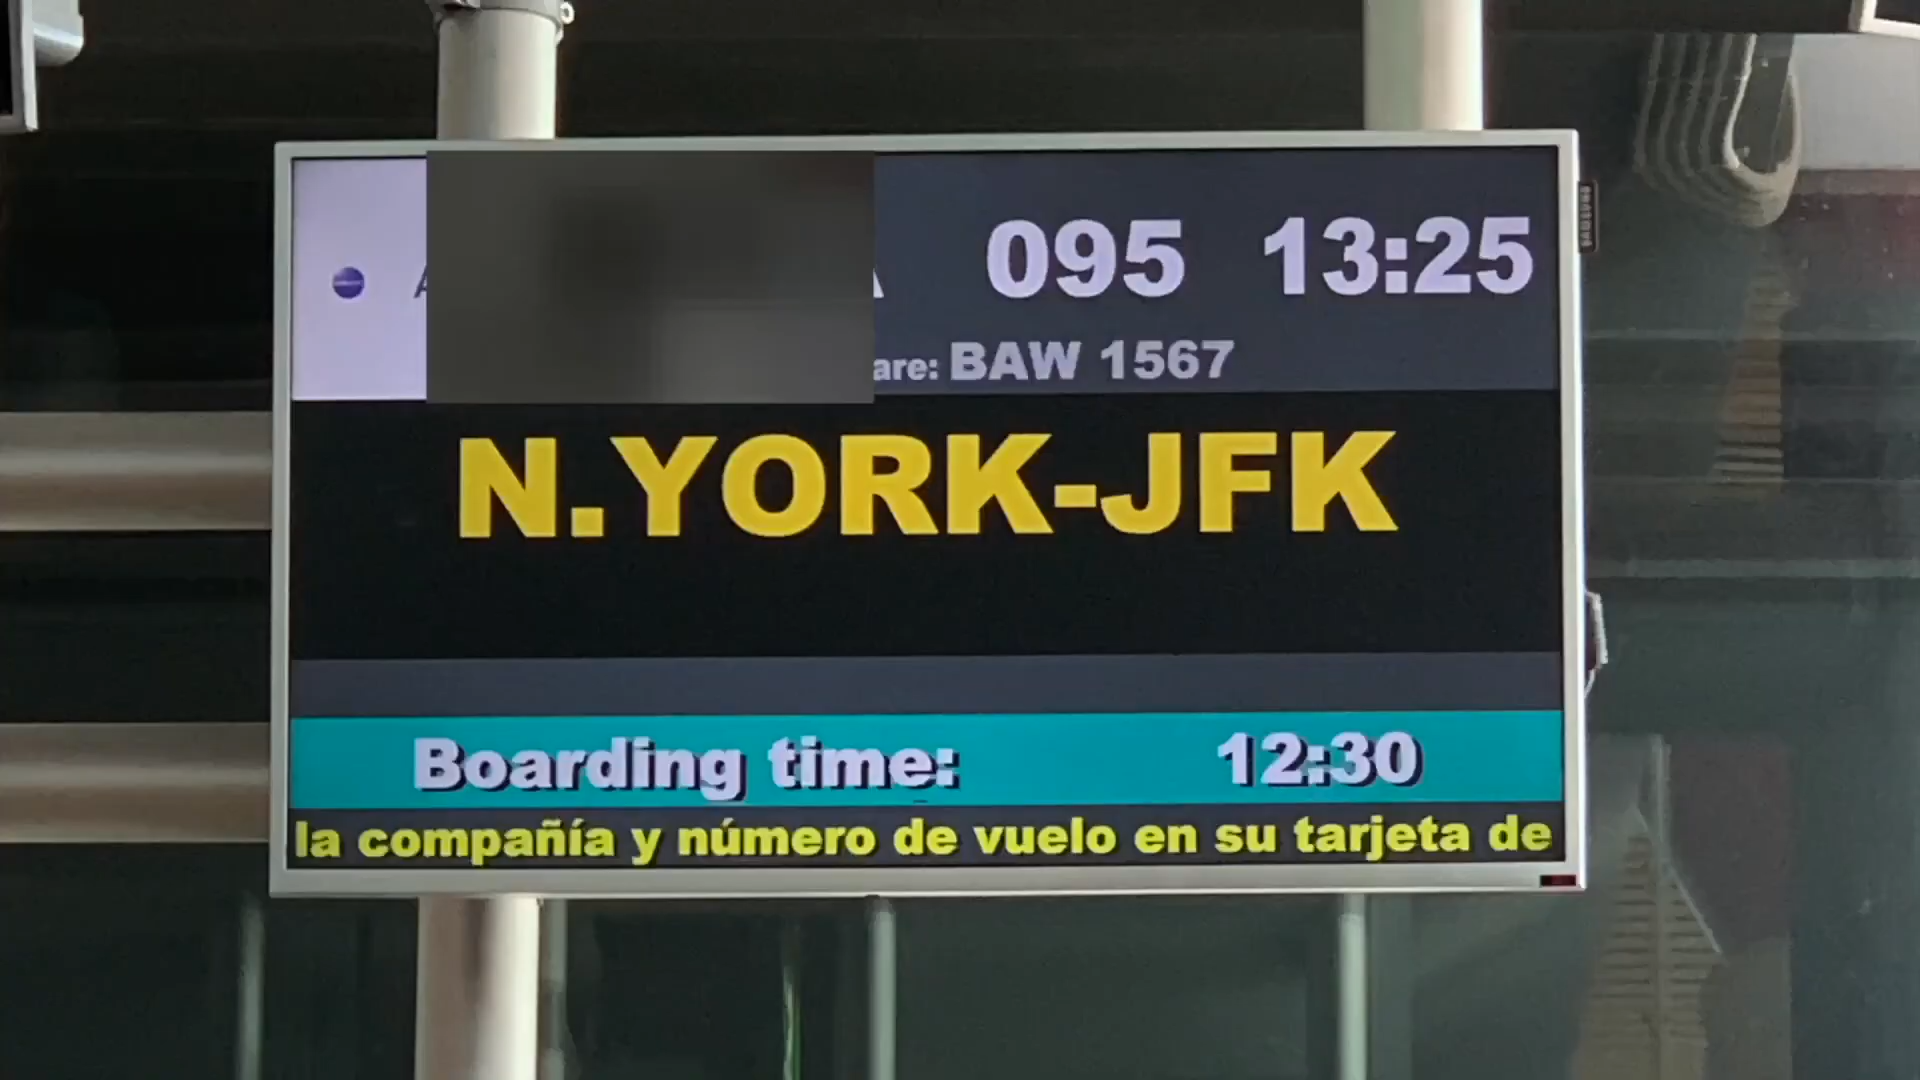 095 13:25
BAW 1567
N.YORK-JFK
Boarding time: 12:30
la compañía y número de vuelo en su tarjeta de
SAMSUNG